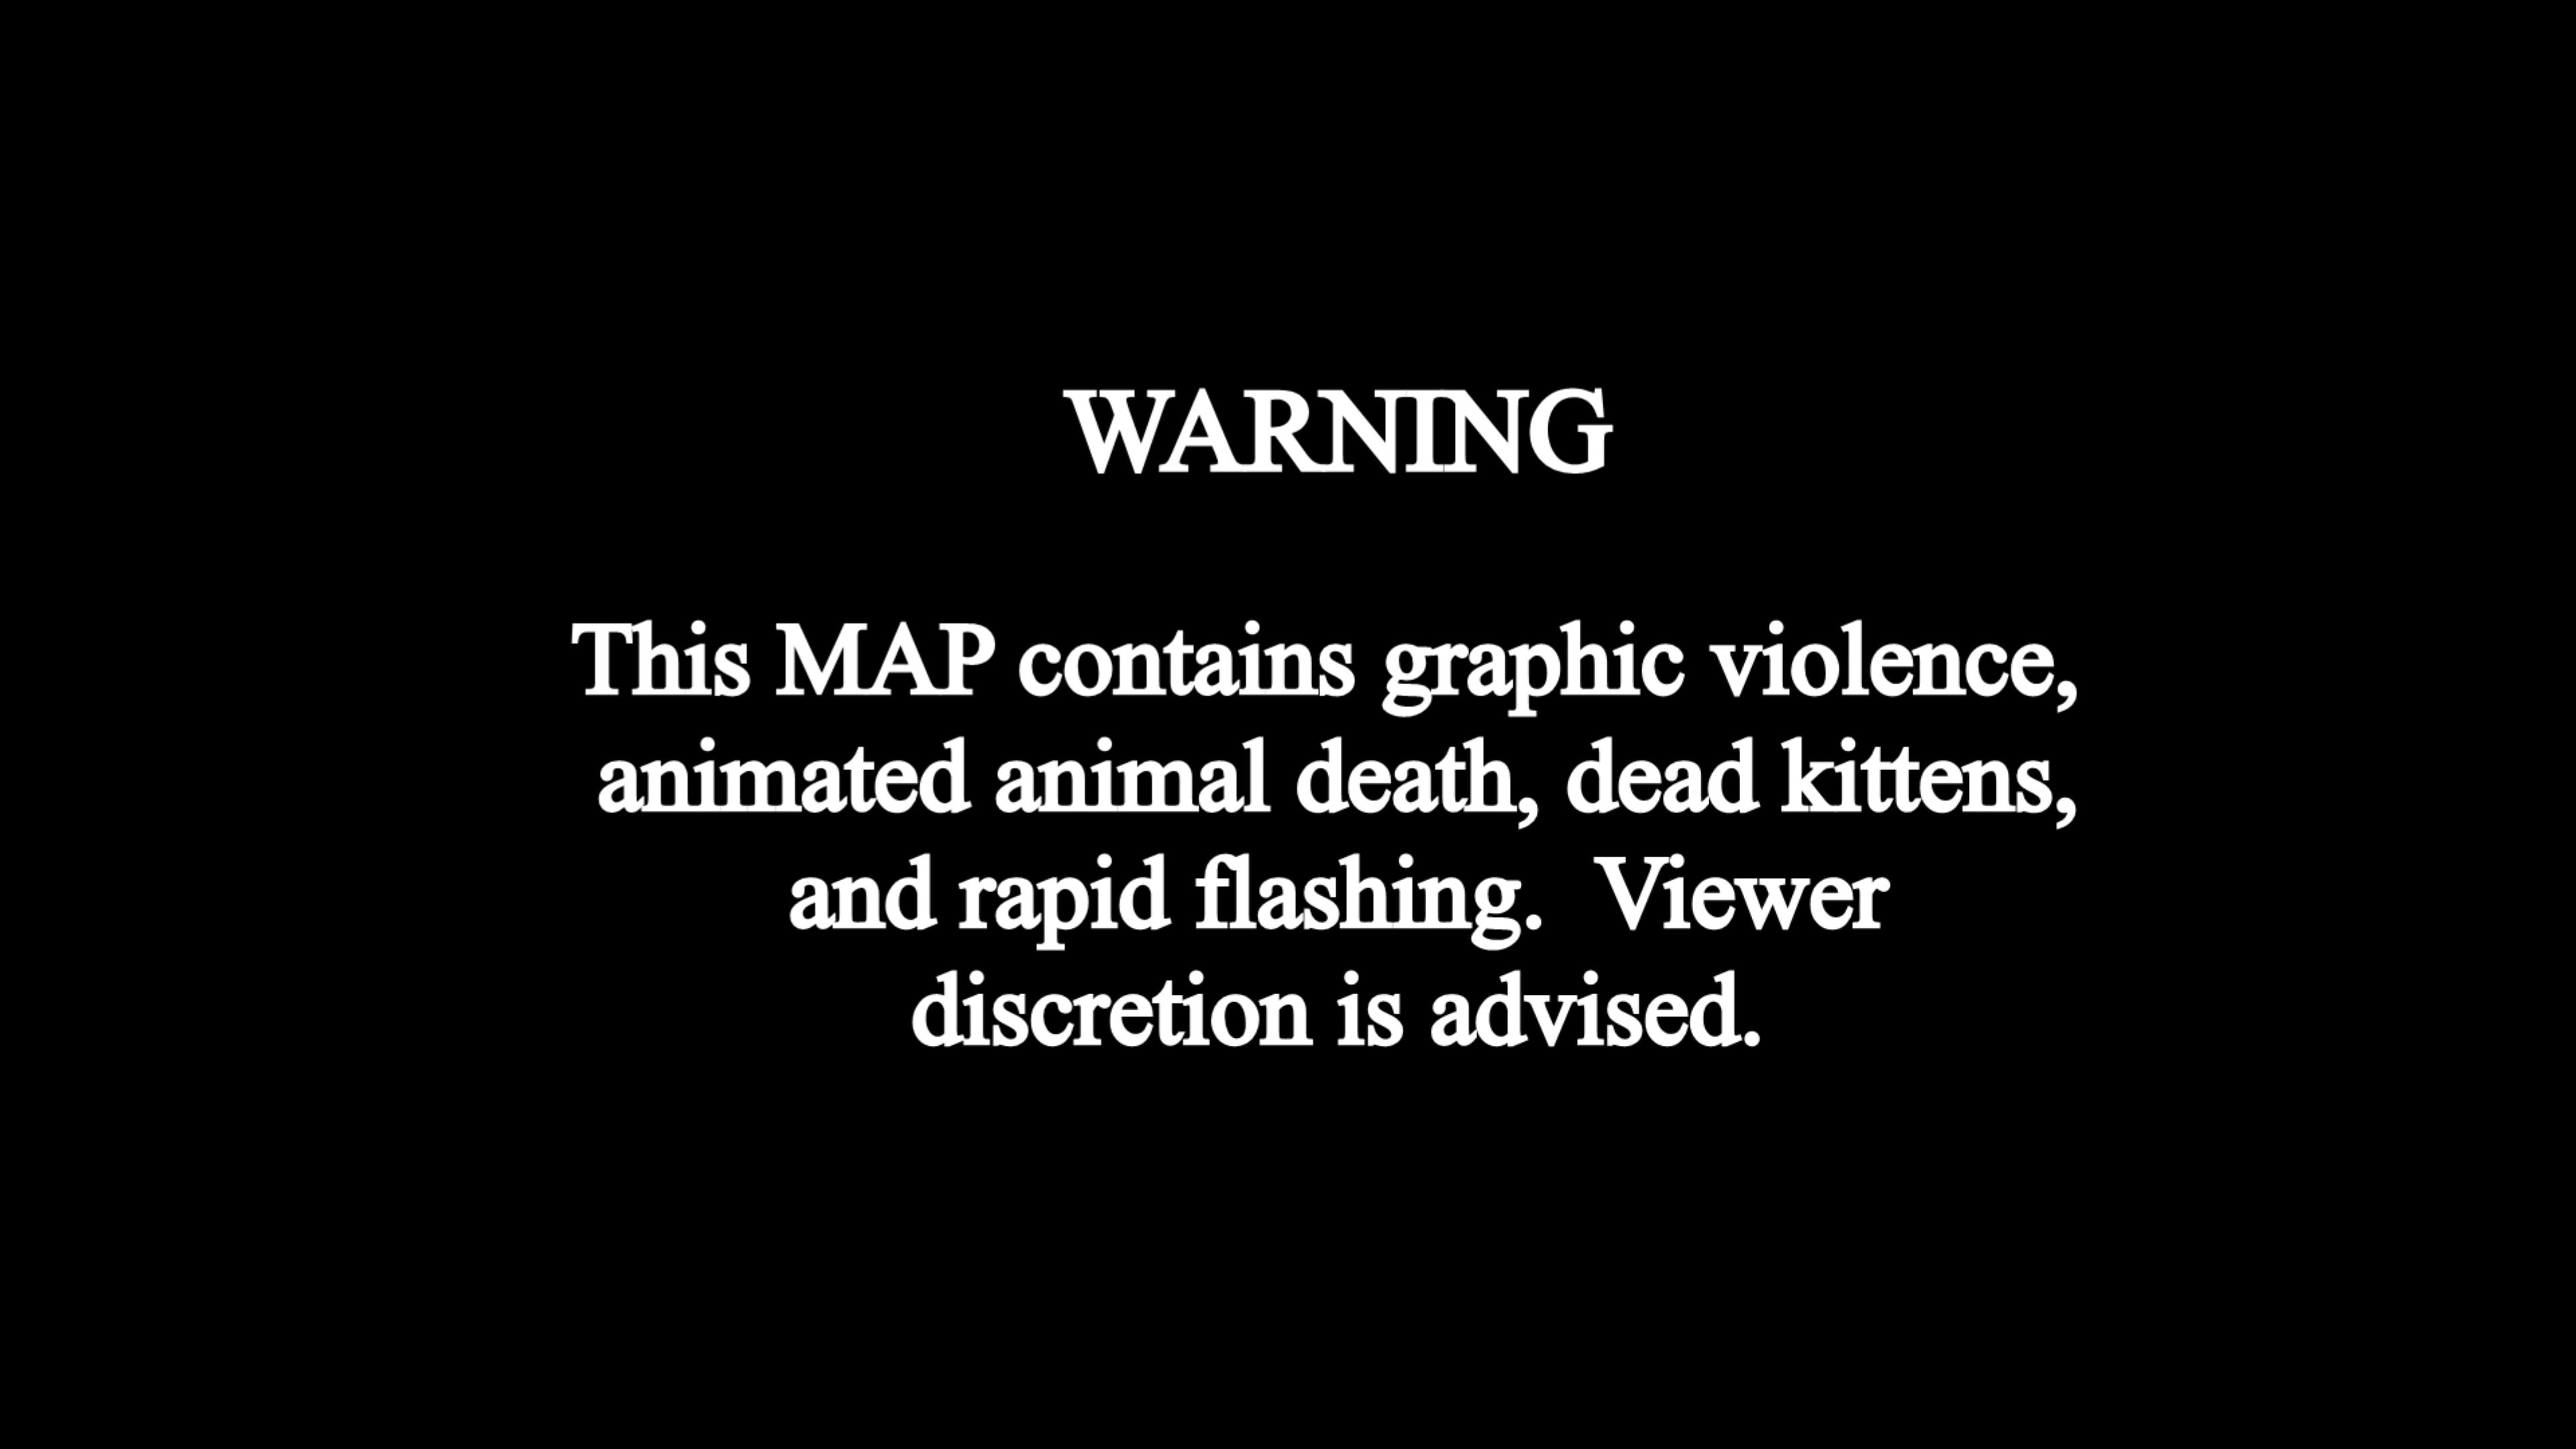 WARNING
This MAP contains graphic violence,
animated animal death, dead kittens,
and rapid flashing.  Viewer
discretion is advised.